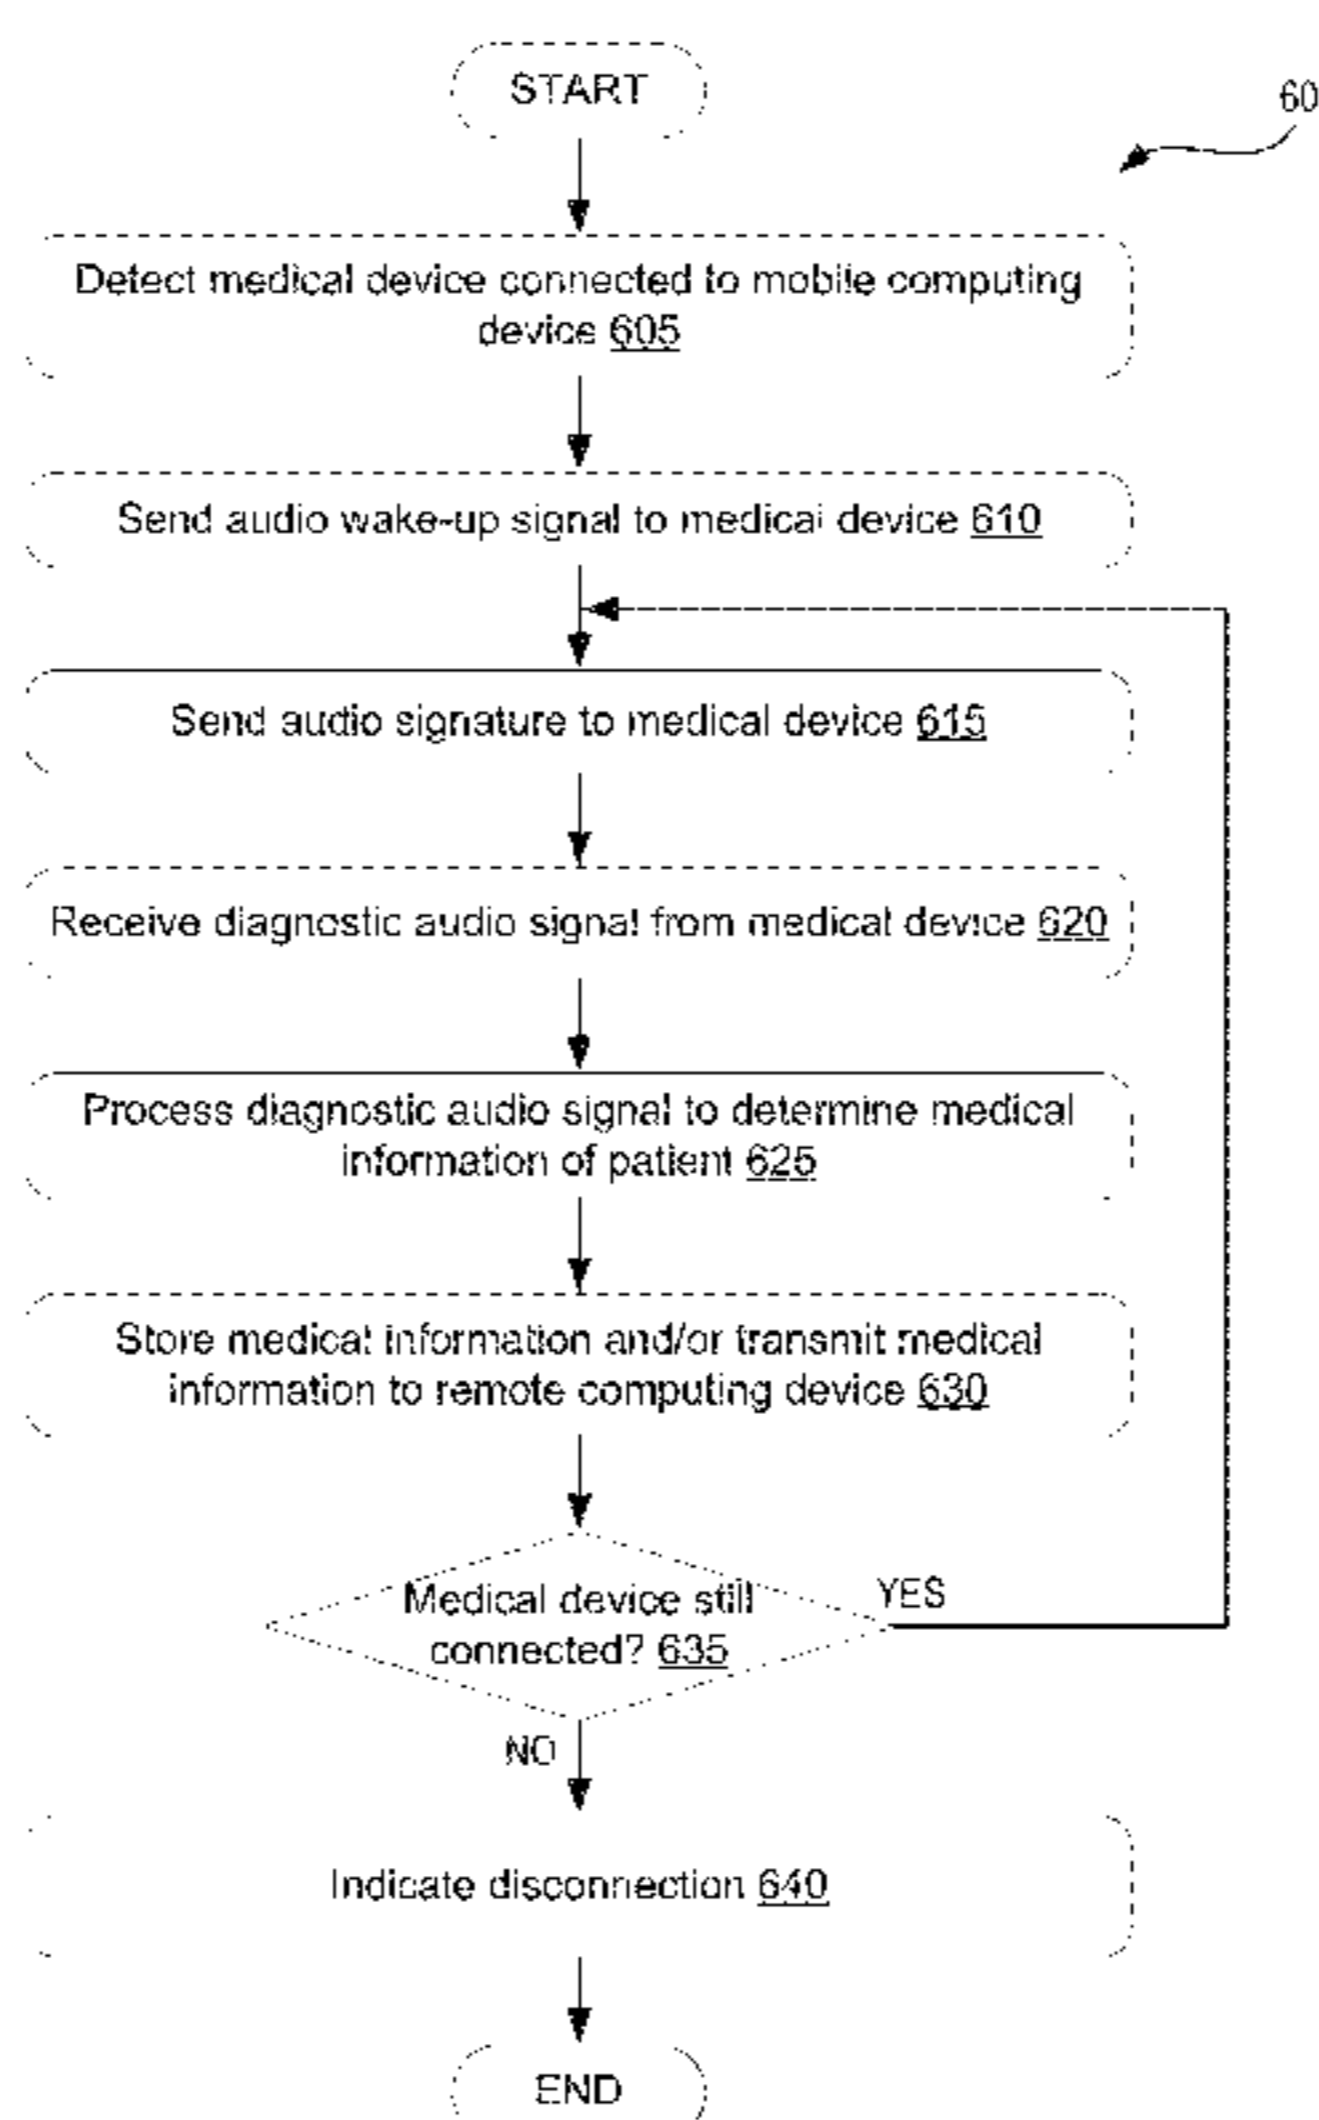 START
60
Detect medical device connected to mobile computing
device 605
Send audio wake-up signal to medical device 610
Send audio signature to medical device 615
Receive diagnostic audio signal from medical device 620
Process diagnostic audio signal to determine medical
information of patient 625
Store medical information and/or transmit medical
information to remote computing device 630
Medical device still
connected? 635
YES
NO
Indicate disconnection 640
END